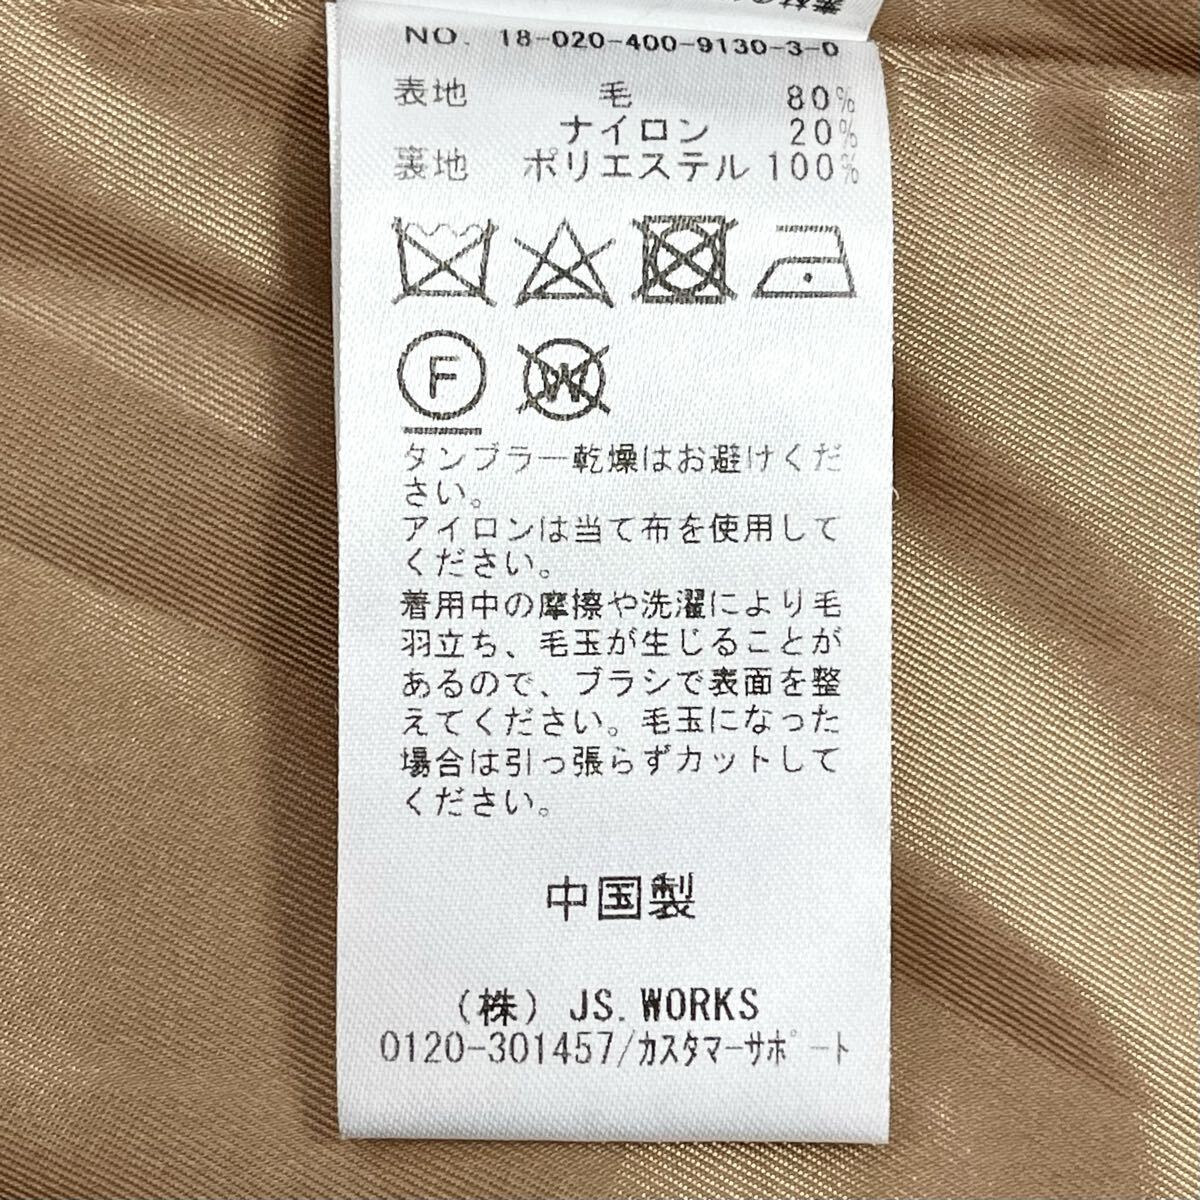 NO. 18-020-400-9130-3-0
表地 毛 80%
ナイロン 20%
裏地 ポリエステル 100%
F
W
タンブラー乾燥はお避けくだ
さい。
アイロンは当て布を使用して
ください。
着用中の摩擦や洗濯により毛
羽立ち、毛玉が生じることが
あるので、ブラシで表面を整
えてください。毛玉になった
場合は引っ張らずカットして
ください。
中国製
(株) JS.WORKS
0120-301457/カスタマーサポート